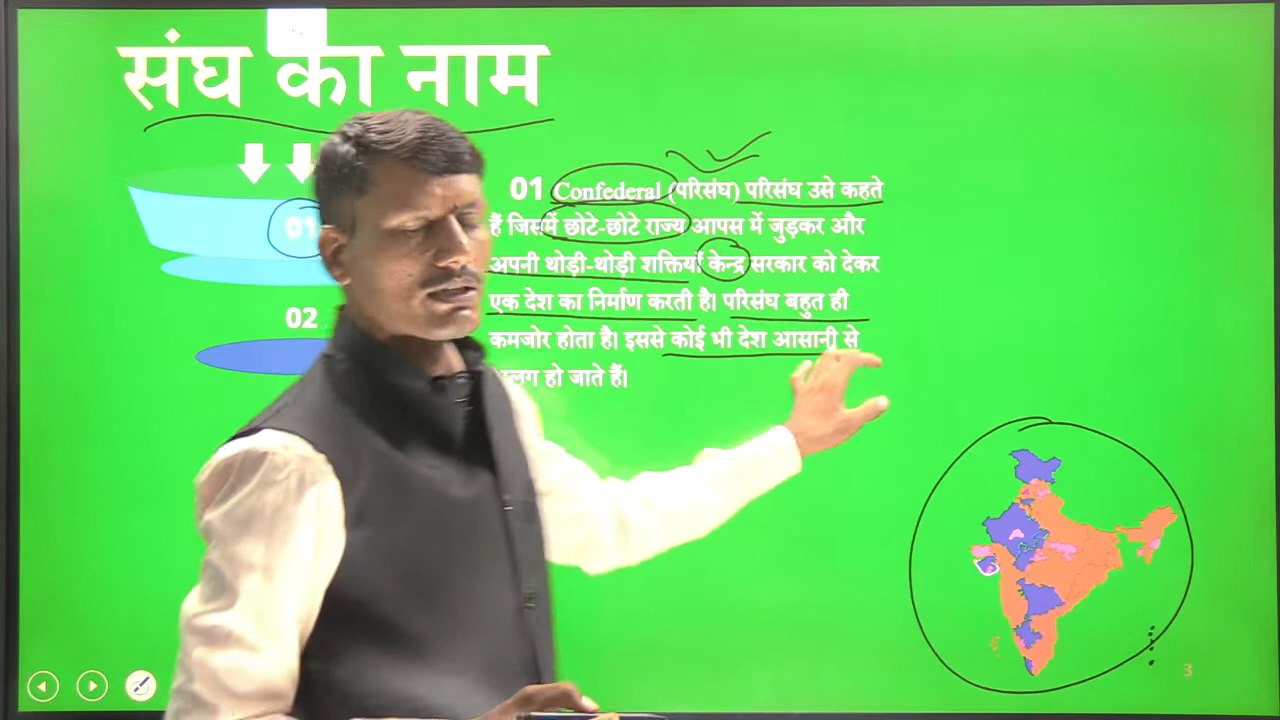 संघ का नाम
01 Confederal (परिसंघ) परिसंघ उसे कहते
हैं जिसमें छोटे-छोटे राज्य आपस में जुड़कर और
अपनी थोड़ी-थोड़ी शक्तियाँ केन्द्र सरकार को देकर
एक देश का निर्माण करती है। परिसंघ बहुत ही
कमजोर होता है। इससे कोई भी देश आसानी से
हो जाते हैं।
01
02
3